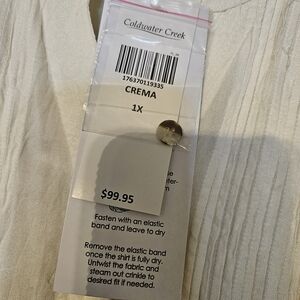 Coldwater Creek
176370119335
CREMA
1X
$99.95
Fasten with an elastic
band and leave to dry
Remove the elastic band
once the shirt is fully dry.
Untwist the fabric and
steam out crinkle to
desired fit if needed.